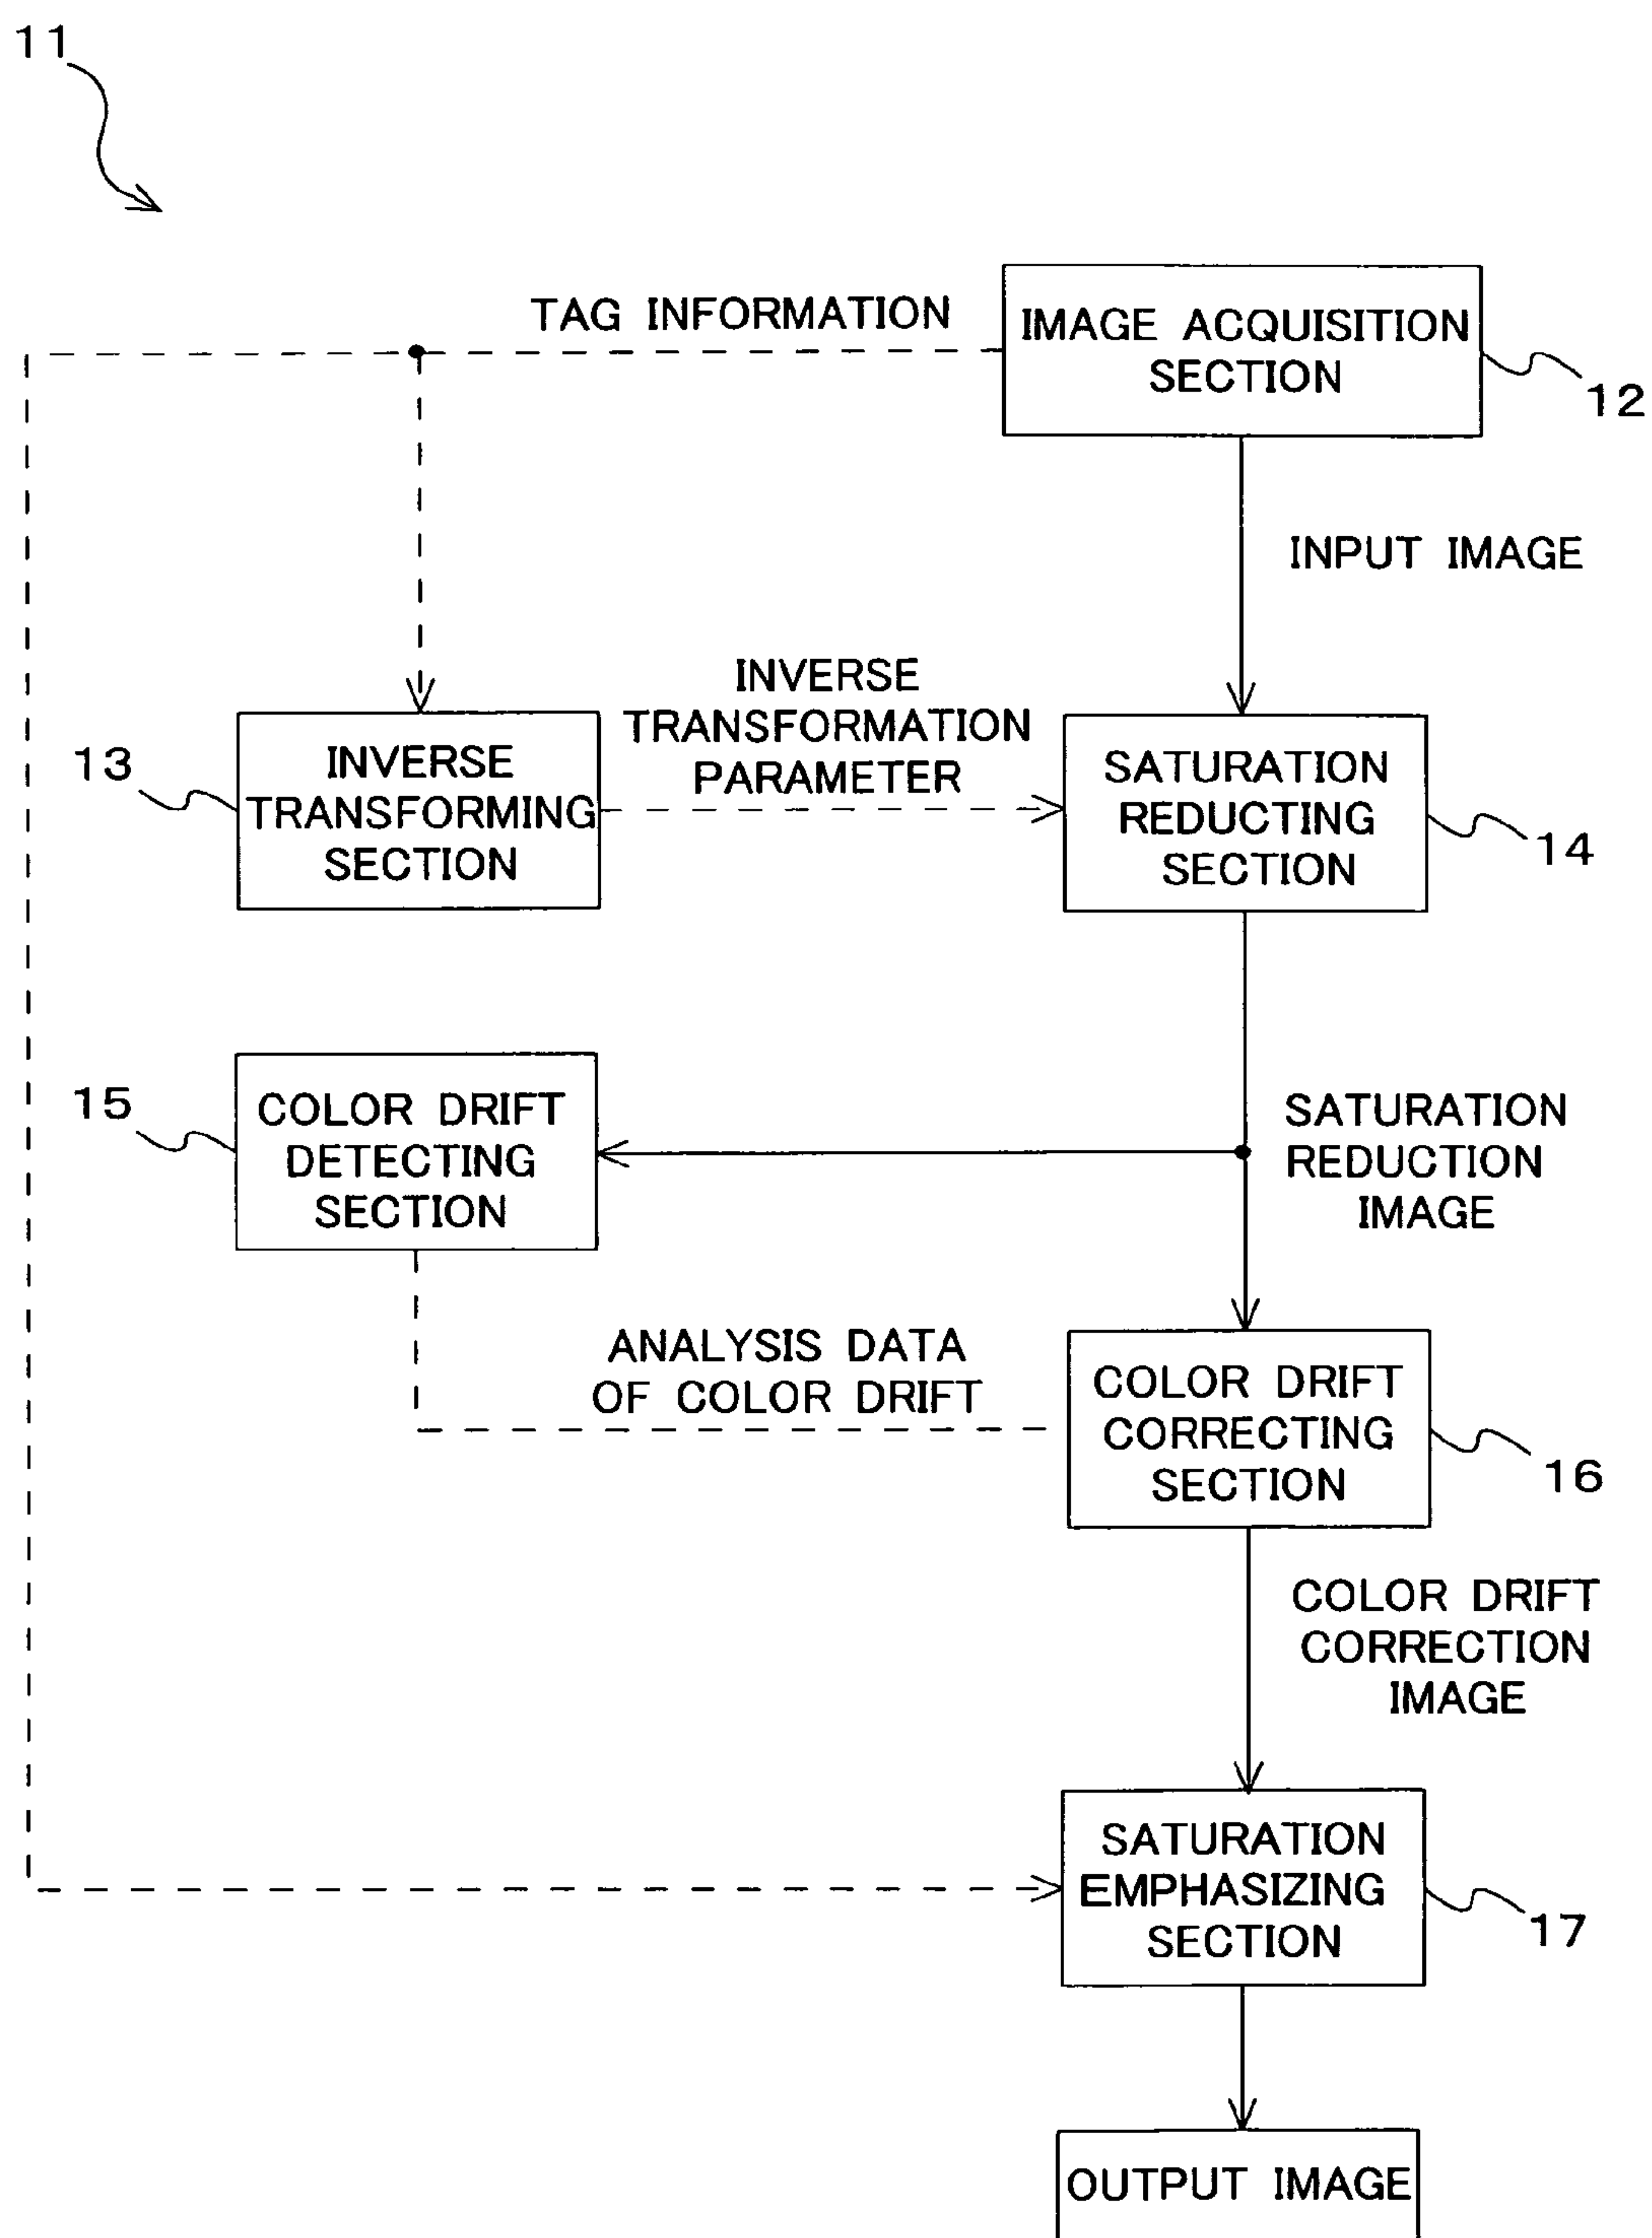 11
TAG INFORMATION
IMAGE ACQUISITION
SECTION
12
INPUT IMAGE
INVERSE
TRANSFORMATION
PARAMETER
13
INVERSE
TRANSFORMING
SECTION
SATURATION
REDUCTING
SECTION
14
15
COLOR DRIFT
DETECTING
SECTION
SATURATION
REDUCTION
IMAGE
ANALYSIS DATA
OF COLOR DRIFT
COLOR DRIFT
CORRECTING
SECTION
16
COLOR DRIFT
CORRECTION
IMAGE
SATURATION
EMPHASIZING
SECTION
17
OUTPUT IMAGE